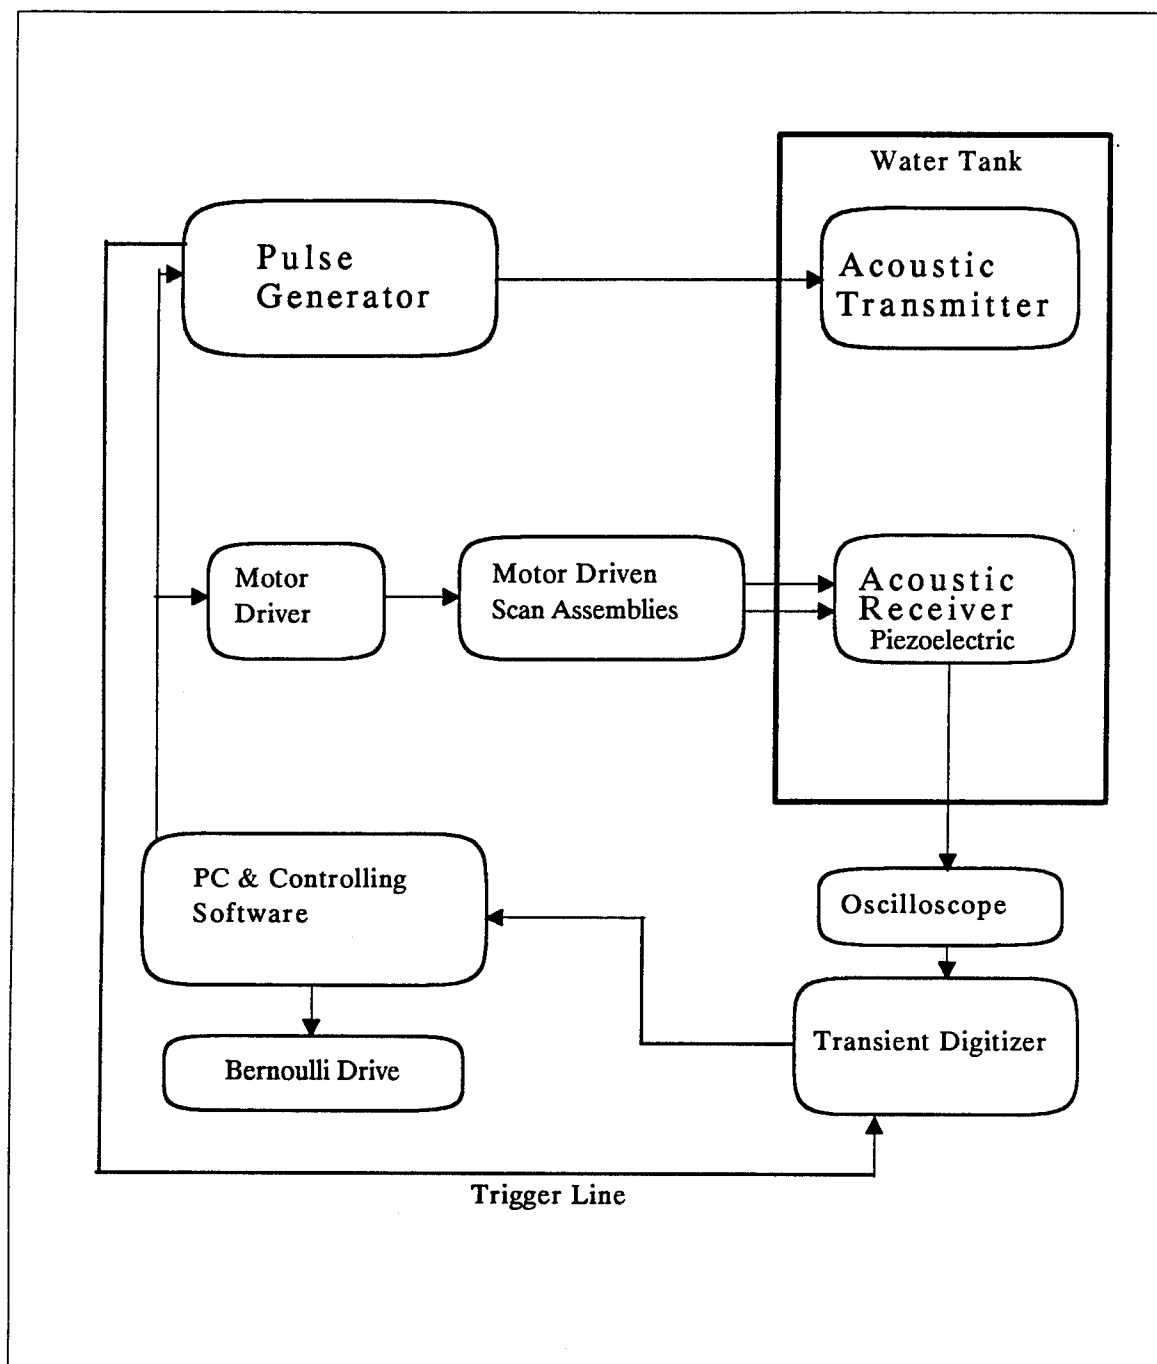 Water Tank
Pulse
Generator
Acoustic
Transmitter
Motor
Driver
Motor Driven
Scan Assemblies
Acoustic
Receiver
Piezoelectric
PC & Controlling
Software
Oscilloscope
Transient Digitizer
Bernoulli Drive
Trigger Line